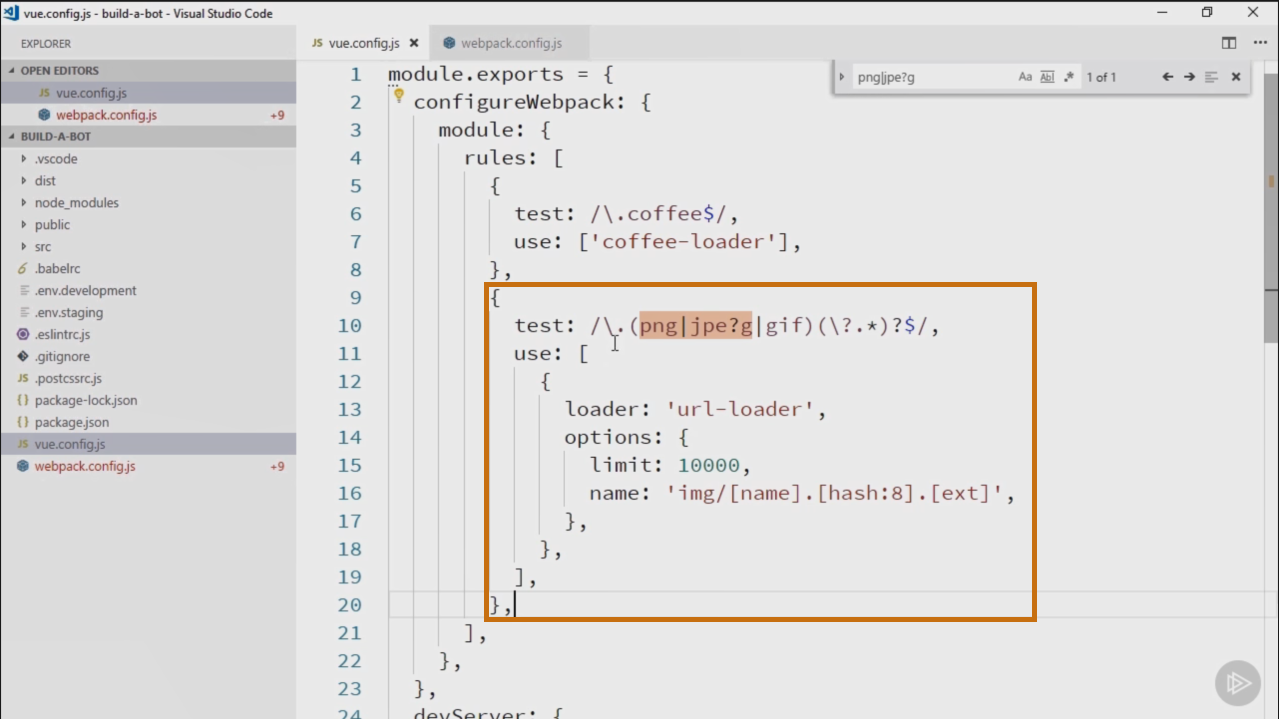 vue.config.js - build-a-bot - Visual Studio Code
EXPLORER
OPEN EDITORS
JS vue.config.js
webpack.config.js +9
BUILD-A-BOT
.vscode
dist
node_modules
public
src
.babelrc
.env.development
.env.staging
.eslintrc.js
.gitignore
JS .postcssrc.js
{} package-lock.json
{} package.json
JS vue.config.js
webpack.config.js +9
JS vue.config.js
webpack.config.js
png|jpe?g Aa Abl .* 1 of 1
1 module.exports = {
2 configureWebpack: {
3 module: {
4 rules: [
5 {
6 test: /\.coffee$/,
7 use: ['coffee-loader'],
8 },
9 {
10 test: /\.(png|jpe?g|gif)(\?.*)?$/,
11 use: [
12 {
13 loader: 'url-loader',
14 options: {
15 limit: 10000,
16 name: 'img/[name].[hash:8].[ext]',
17 },
18 },
19 ],
20 },
21 ],
22 },
23 },
24 devServer: {